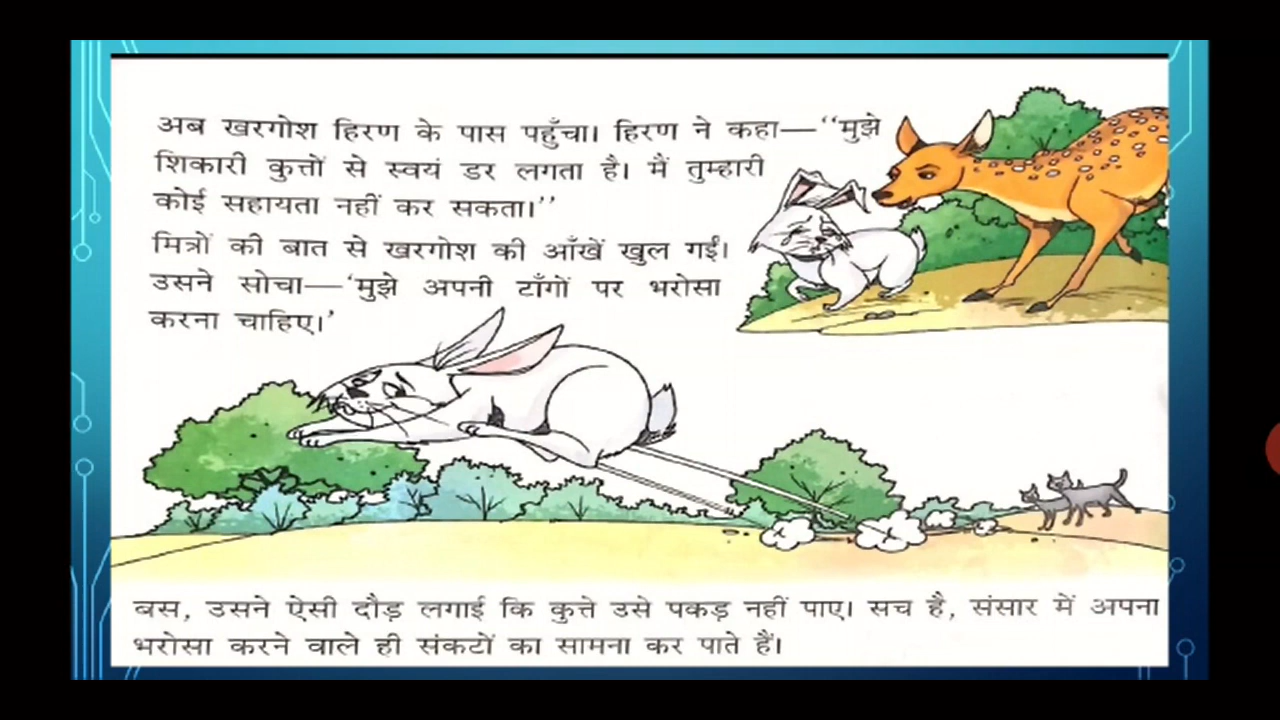 अब खरगोश हिरण के पास पहुँचा। हिरण ने कहा—‘‘मुझे
शिकारी कुत्तों से स्वयं डर लगता है। मैं तुम्हारी
कोई सहायता नहीं कर सकता।’’
मित्रों की बात से खरगोश की आँखें खुल गईं।
उसने सोचा—‘मुझे अपनी टाँगों पर भरोसा
करना चाहिए।’
बस, उसने ऐसी दौड़ लगाई कि कुत्ते उसे पकड़ नहीं पाए। सच है, संसार में अपना
भरोसा करने वाले ही संकटों का सामना कर पाते हैं।